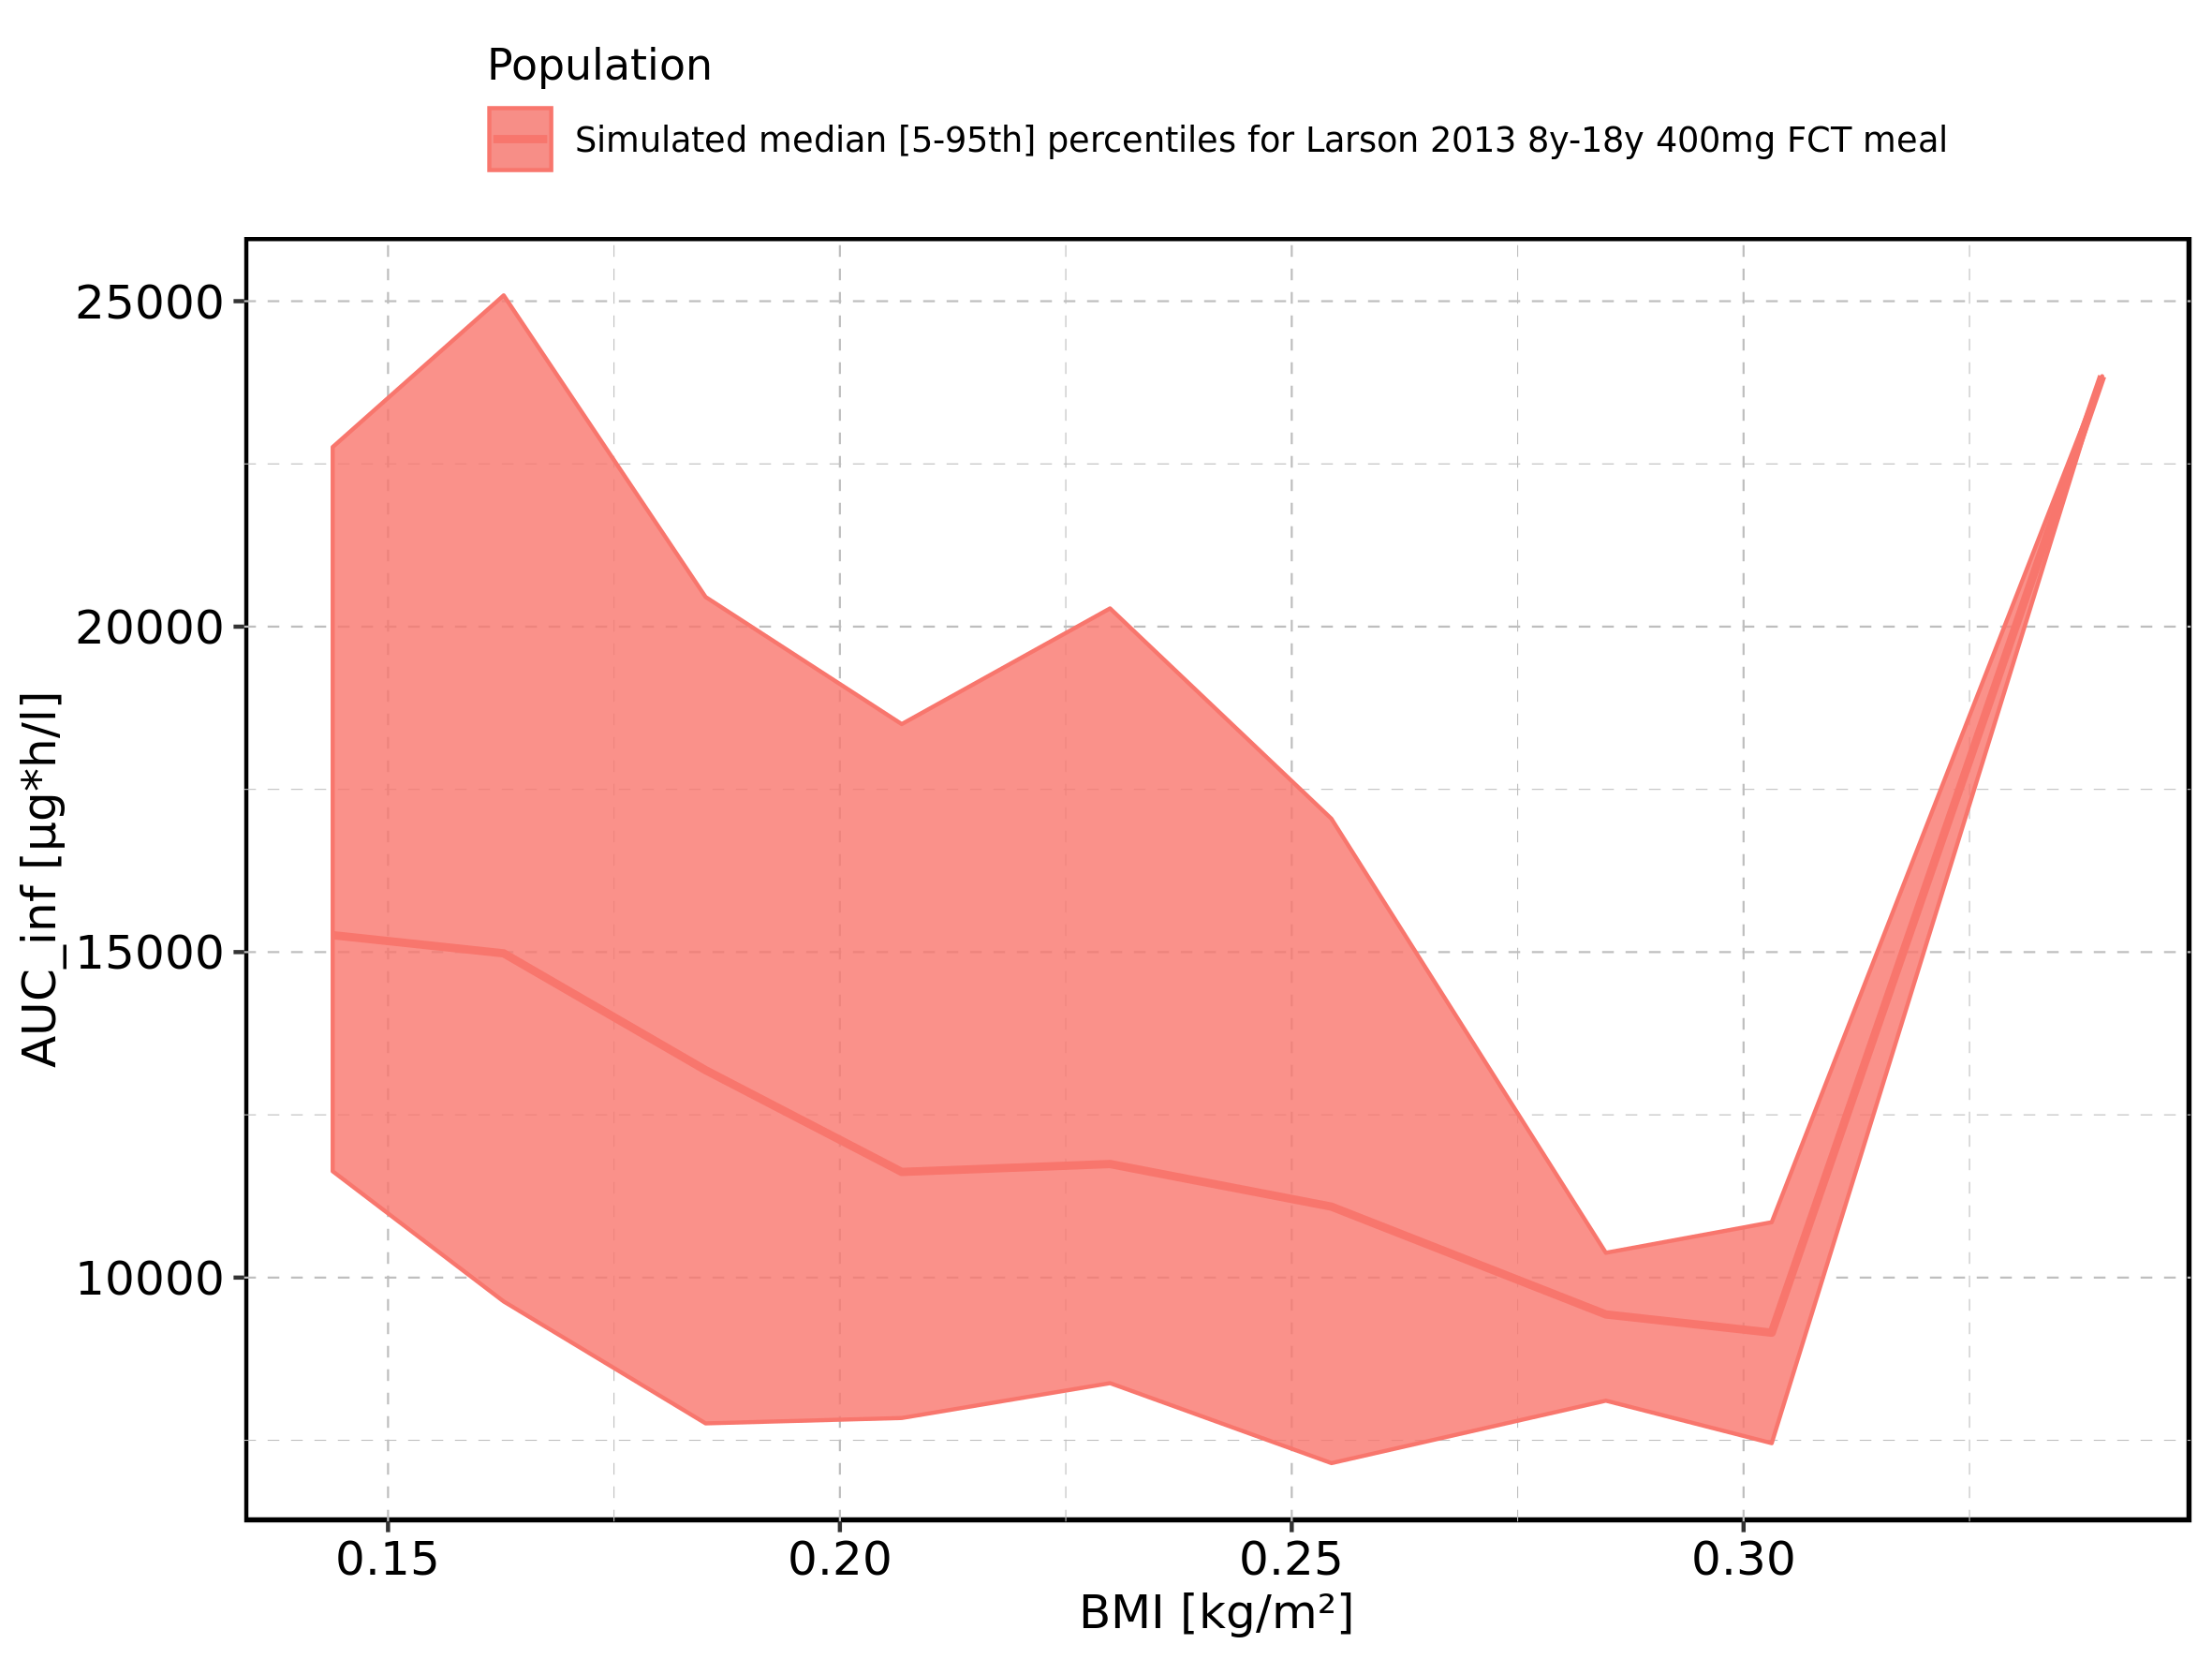 Population
Simulated median [5-95th] percentiles for Larson 2013 8y-18y 400mg FCT meal
25000
20000
15000
10000
AUC_inf [µg*h/l]
0.15 0.20 0.25 0.30
BMI [kg/m²]